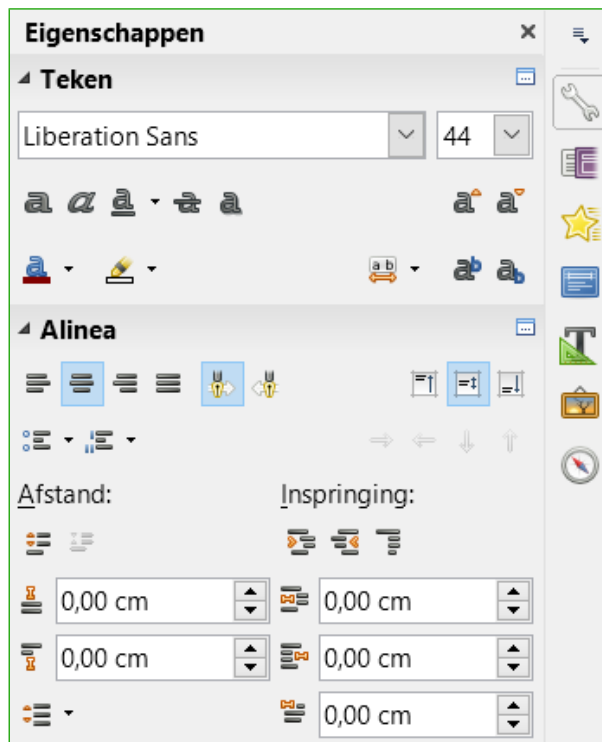 Eigenschappen
Teken
Liberation Sans 44
Alinea
Afstand: Inspringing:
0,00 cm 0,00 cm
0,00 cm 0,00 cm
0,00 cm